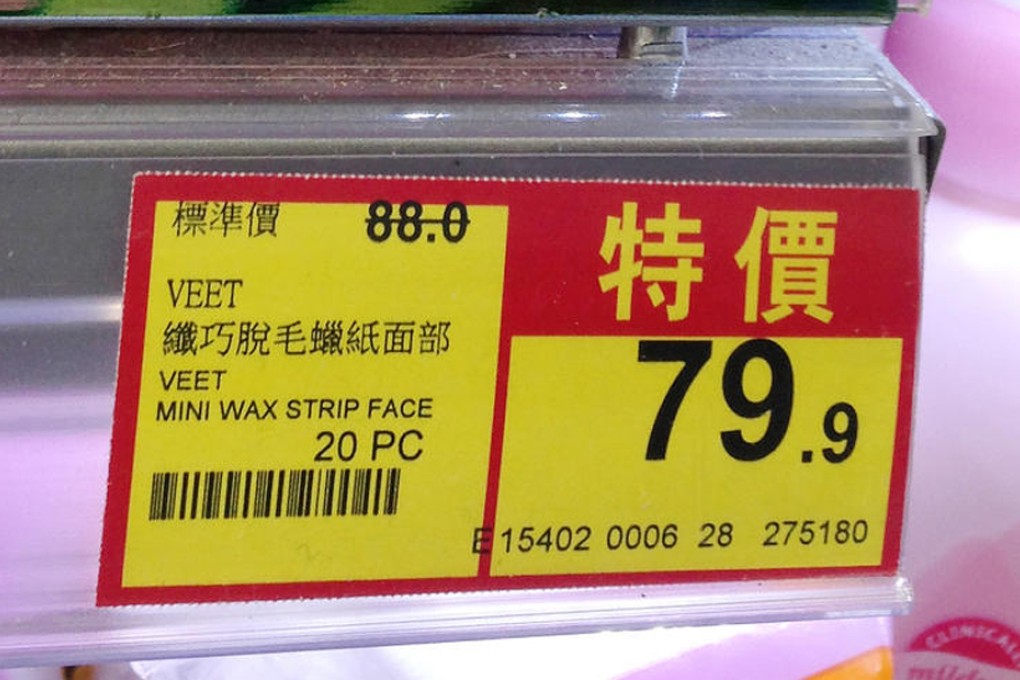 標準價 88.0
VEET
纖巧脫毛蠟紙面部
VEET
MINI WAX STRIP FACE
20 PC
特價
79.9
E 15402 0006 28 275180
CLINICALL